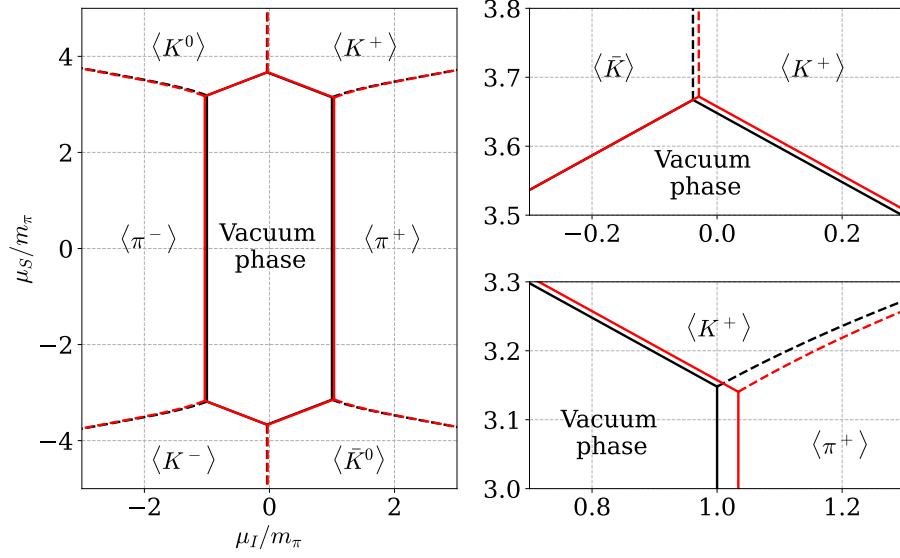 ⟨K⁰⟩
⟨K⁺⟩
⟨π⁻⟩
Vacuum
phase
⟨π⁺⟩
⟨K⁻⟩
⟨K̄⁰⟩
4
2
0
−2
−4
μ_S/m_π
−2
0
2
μ_I/m_π
3.8
3.7
3.6
3.5
⟨K̄⟩
⟨K⁺⟩
Vacuum
phase
−0.2
0.0
0.2
3.3
3.2
3.1
3.0
⟨K⁺⟩
Vacuum
phase
⟨π⁺⟩
0.8
1.0
1.2